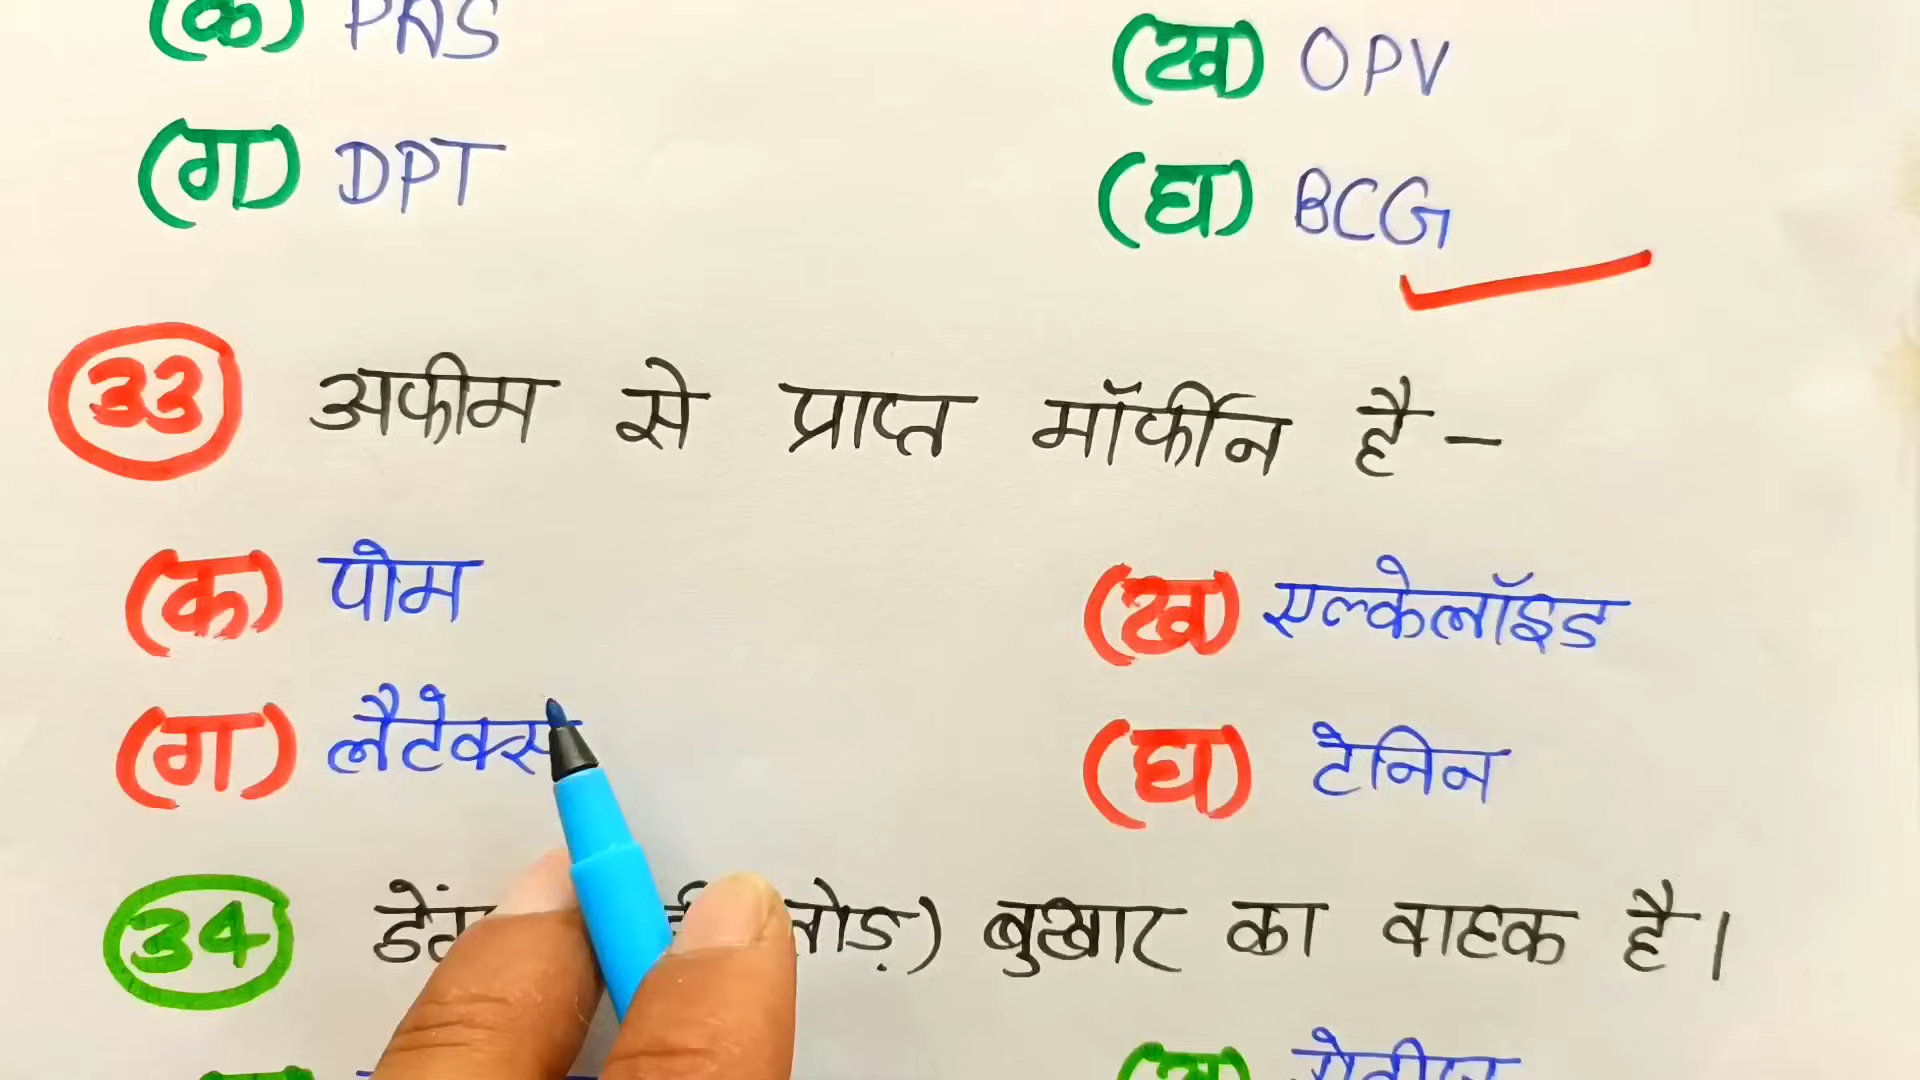 (क) PAS (ख) OPV
(ग) DPT (घ) BCG
33 अफीम से प्राप्त मॉर्फीन है -
(क) पोम (ख) एल्केलॉइड
(ग) लैटेक्स (घ) टेनिन
34 तोड़) बुखार का वाहक है।